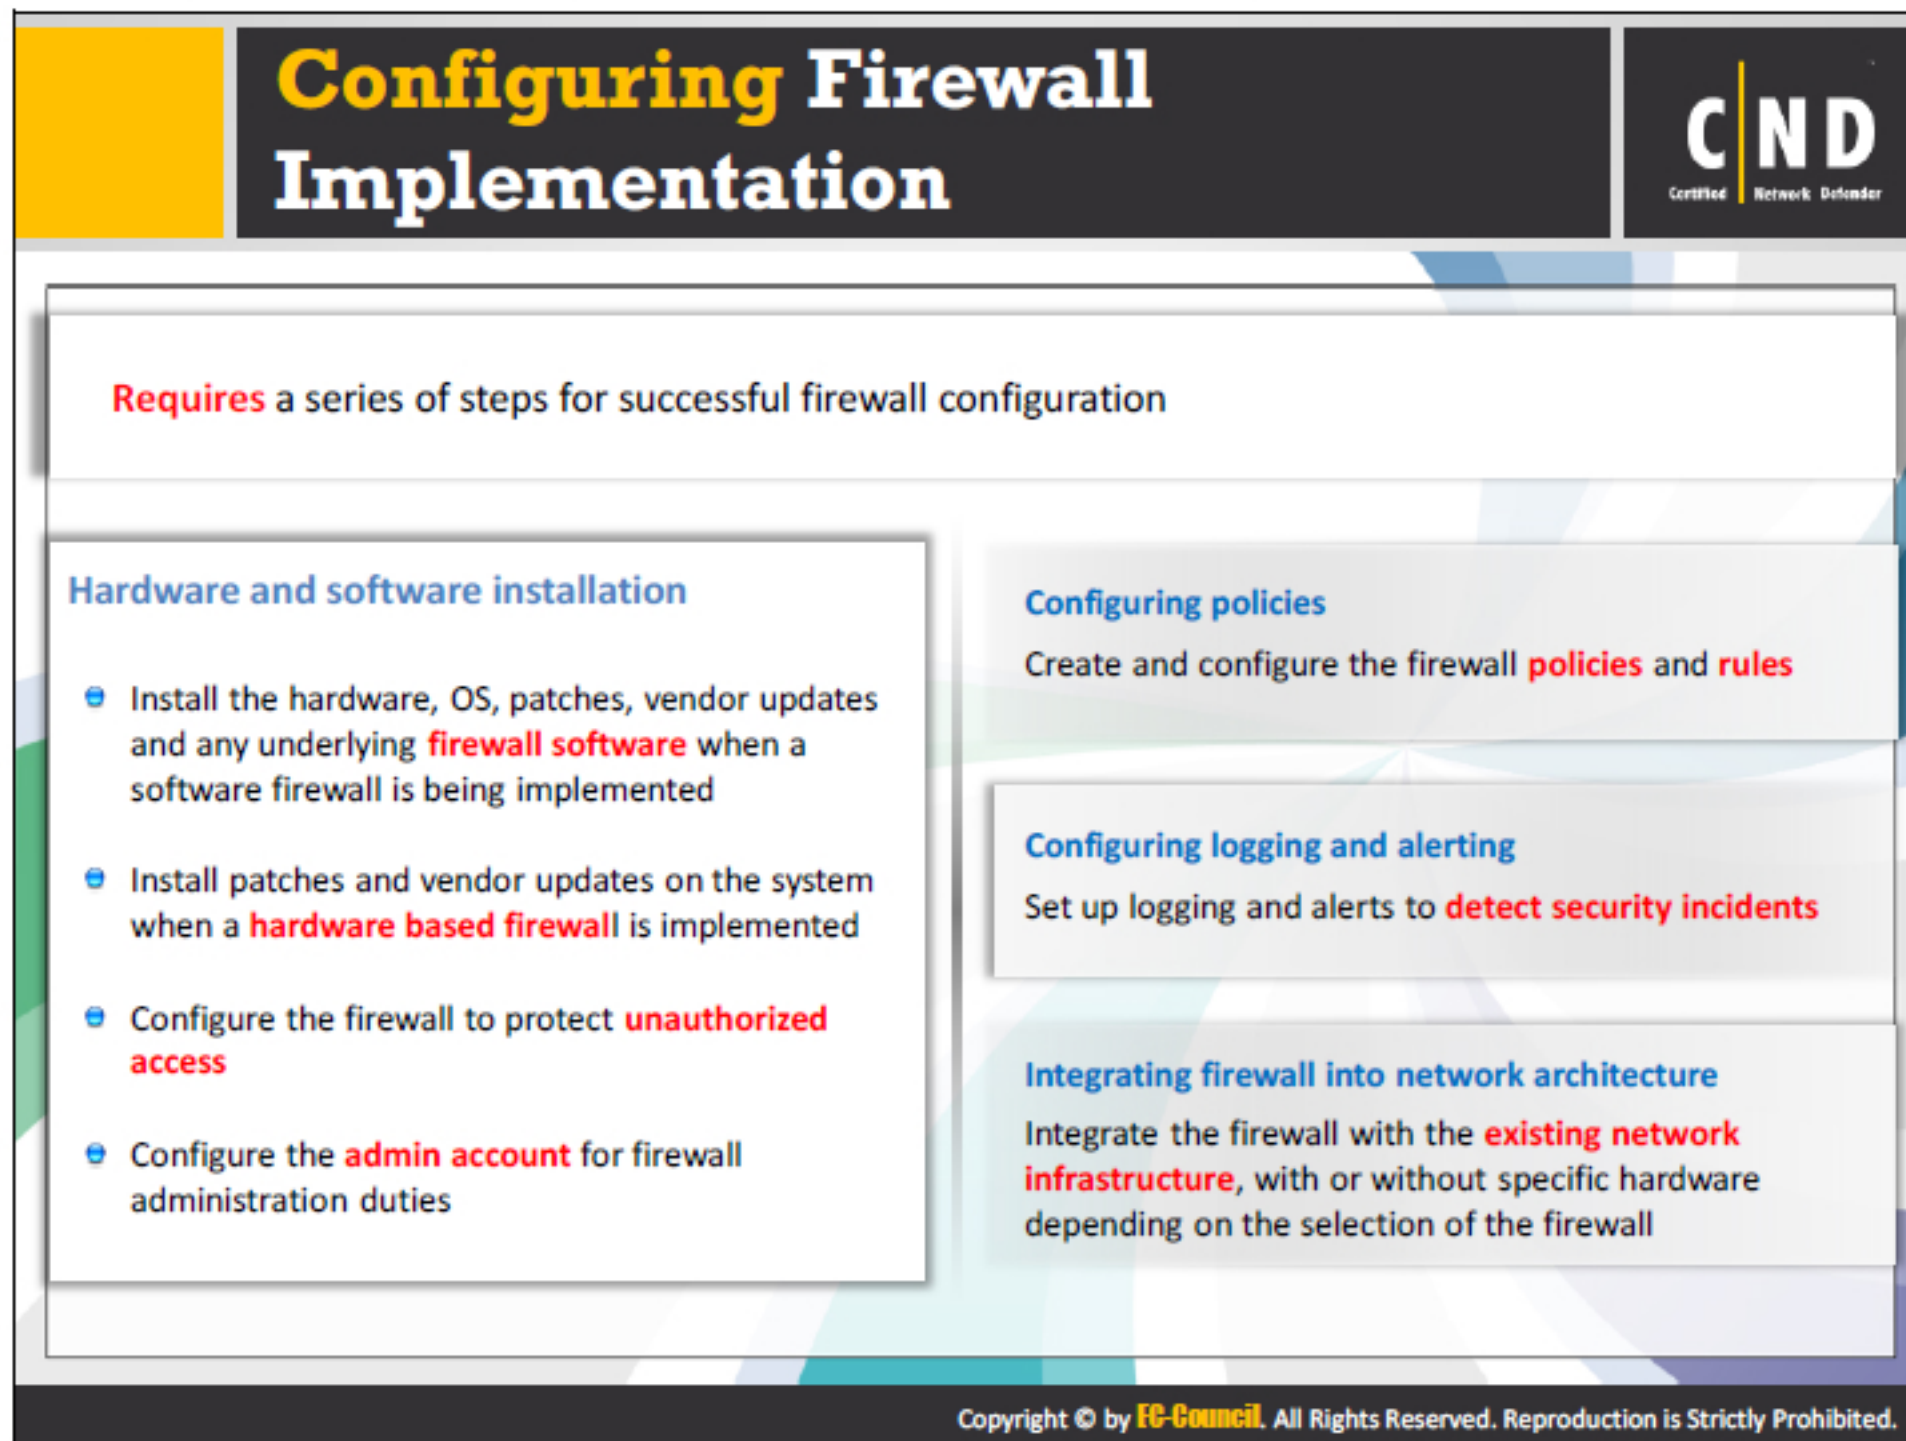 Configuring Firewall
Implementation
C N D
Certified Network Defender
Requires a series of steps for successful firewall configuration
Hardware and software installation
Install the hardware, OS, patches, vendor updates
and any underlying firewall software when a
software firewall is being implemented
Install patches and vendor updates on the system
when a hardware based firewall is implemented
Configure the firewall to protect unauthorized
access
Configure the admin account for firewall
administration duties
Configuring policies
Create and configure the firewall policies and rules
Configuring logging and alerting
Set up logging and alerts to detect security incidents
Integrating firewall into network architecture
Integrate the firewall with the existing network
infrastructure, with or without specific hardware
depending on the selection of the firewall
Copyright © by EC-Council. All Rights Reserved. Reproduction is Strictly Prohibited.